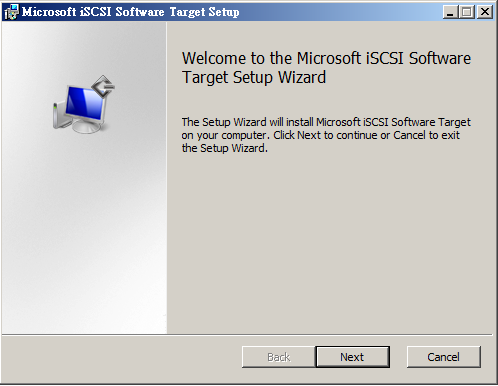 Microsoft iSCSI Software Target Setup
Welcome to the Microsoft iSCSI Software
Target Setup Wizard
The Setup Wizard will install Microsoft iSCSI Software Target
on your computer. Click Next to continue or Cancel to exit
the Setup Wizard.
Back Next Cancel